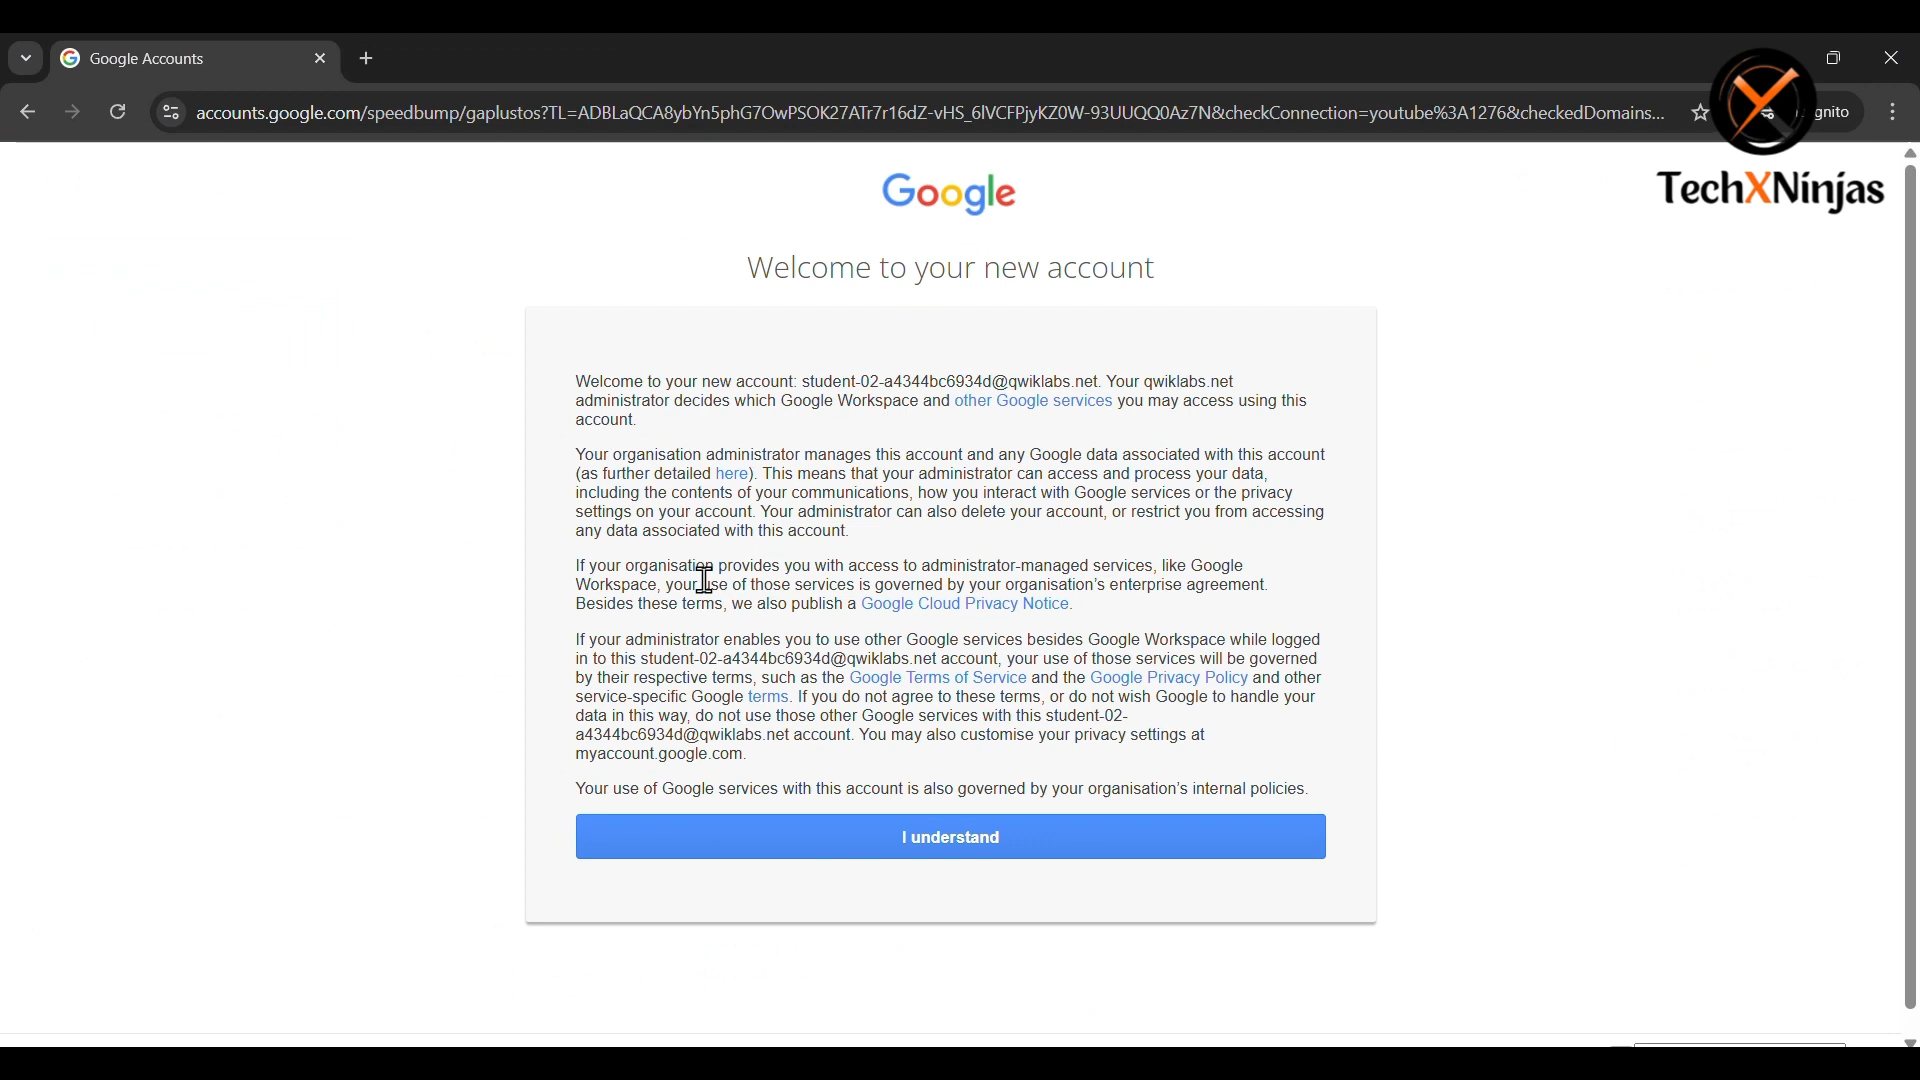 Google Accounts
accounts.google.com/speedbump/gaplustos?TL=ADBLaQCA8ybYn5phG7OwPSOK27ATr7r16dZ-vHS_6lVCFPjyKZ0W-93UUQQ0Az7N&checkConnection=youtube%3A1276&checkedDomains...
gnito
TechXNinjas
Google
Welcome to your new account
Welcome to your new account: student-02-a4344bc6934d@qwiklabs.net. Your qwiklabs.net
administrator decides which Google Workspace and other Google services you may access using this
account.
Your organisation administrator manages this account and any Google data associated with this account
(as further detailed here). This means that your administrator can access and process your data,
including the contents of your communications, how you interact with Google services or the privacy
settings on your account. Your administrator can also delete your account, or restrict you from accessing
any data associated with this account.
If your organisation provides you with access to administrator-managed services, like Google
Workspace, your use of those services is governed by your organisation's enterprise agreement.
Besides these terms, we also publish a Google Cloud Privacy Notice.
If your administrator enables you to use other Google services besides Google Workspace while logged
in to this student-02-a4344bc6934d@qwiklabs.net account, your use of those services will be governed
by their respective terms, such as the Google Terms of Service and the Google Privacy Policy and other
service-specific Google terms. If you do not agree to these terms, or do not wish Google to handle your
data in this way, do not use those other Google services with this student-02-
a4344bc6934d@qwiklabs.net account. You may also customise your privacy settings at
myaccount.google.com.
Your use of Google services with this account is also governed by your organisation's internal policies.
I understand